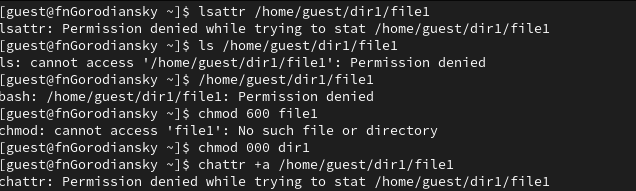 [guest@fnGorodiansky ~]$ lsattr /home/guest/dir1/file1
lsattr: Permission denied while trying to stat /home/guest/dir1/file1
[guest@fnGorodiansky ~]$ ls /home/guest/dir1/file1
ls: cannot access '/home/guest/dir1/file1': Permission denied
[guest@fnGorodiansky ~]$ /home/guest/dir1/file1
bash: /home/guest/dir1/file1: Permission denied
[guest@fnGorodiansky ~]$ chmod 600 file1
chmod: cannot access 'file1': No such file or directory
[guest@fnGorodiansky ~]$ chmod 000 dir1
[guest@fnGorodiansky ~]$ chattr +a /home/guest/dir1/file1
chattr: Permission denied while trying to stat /home/guest/dir1/file1